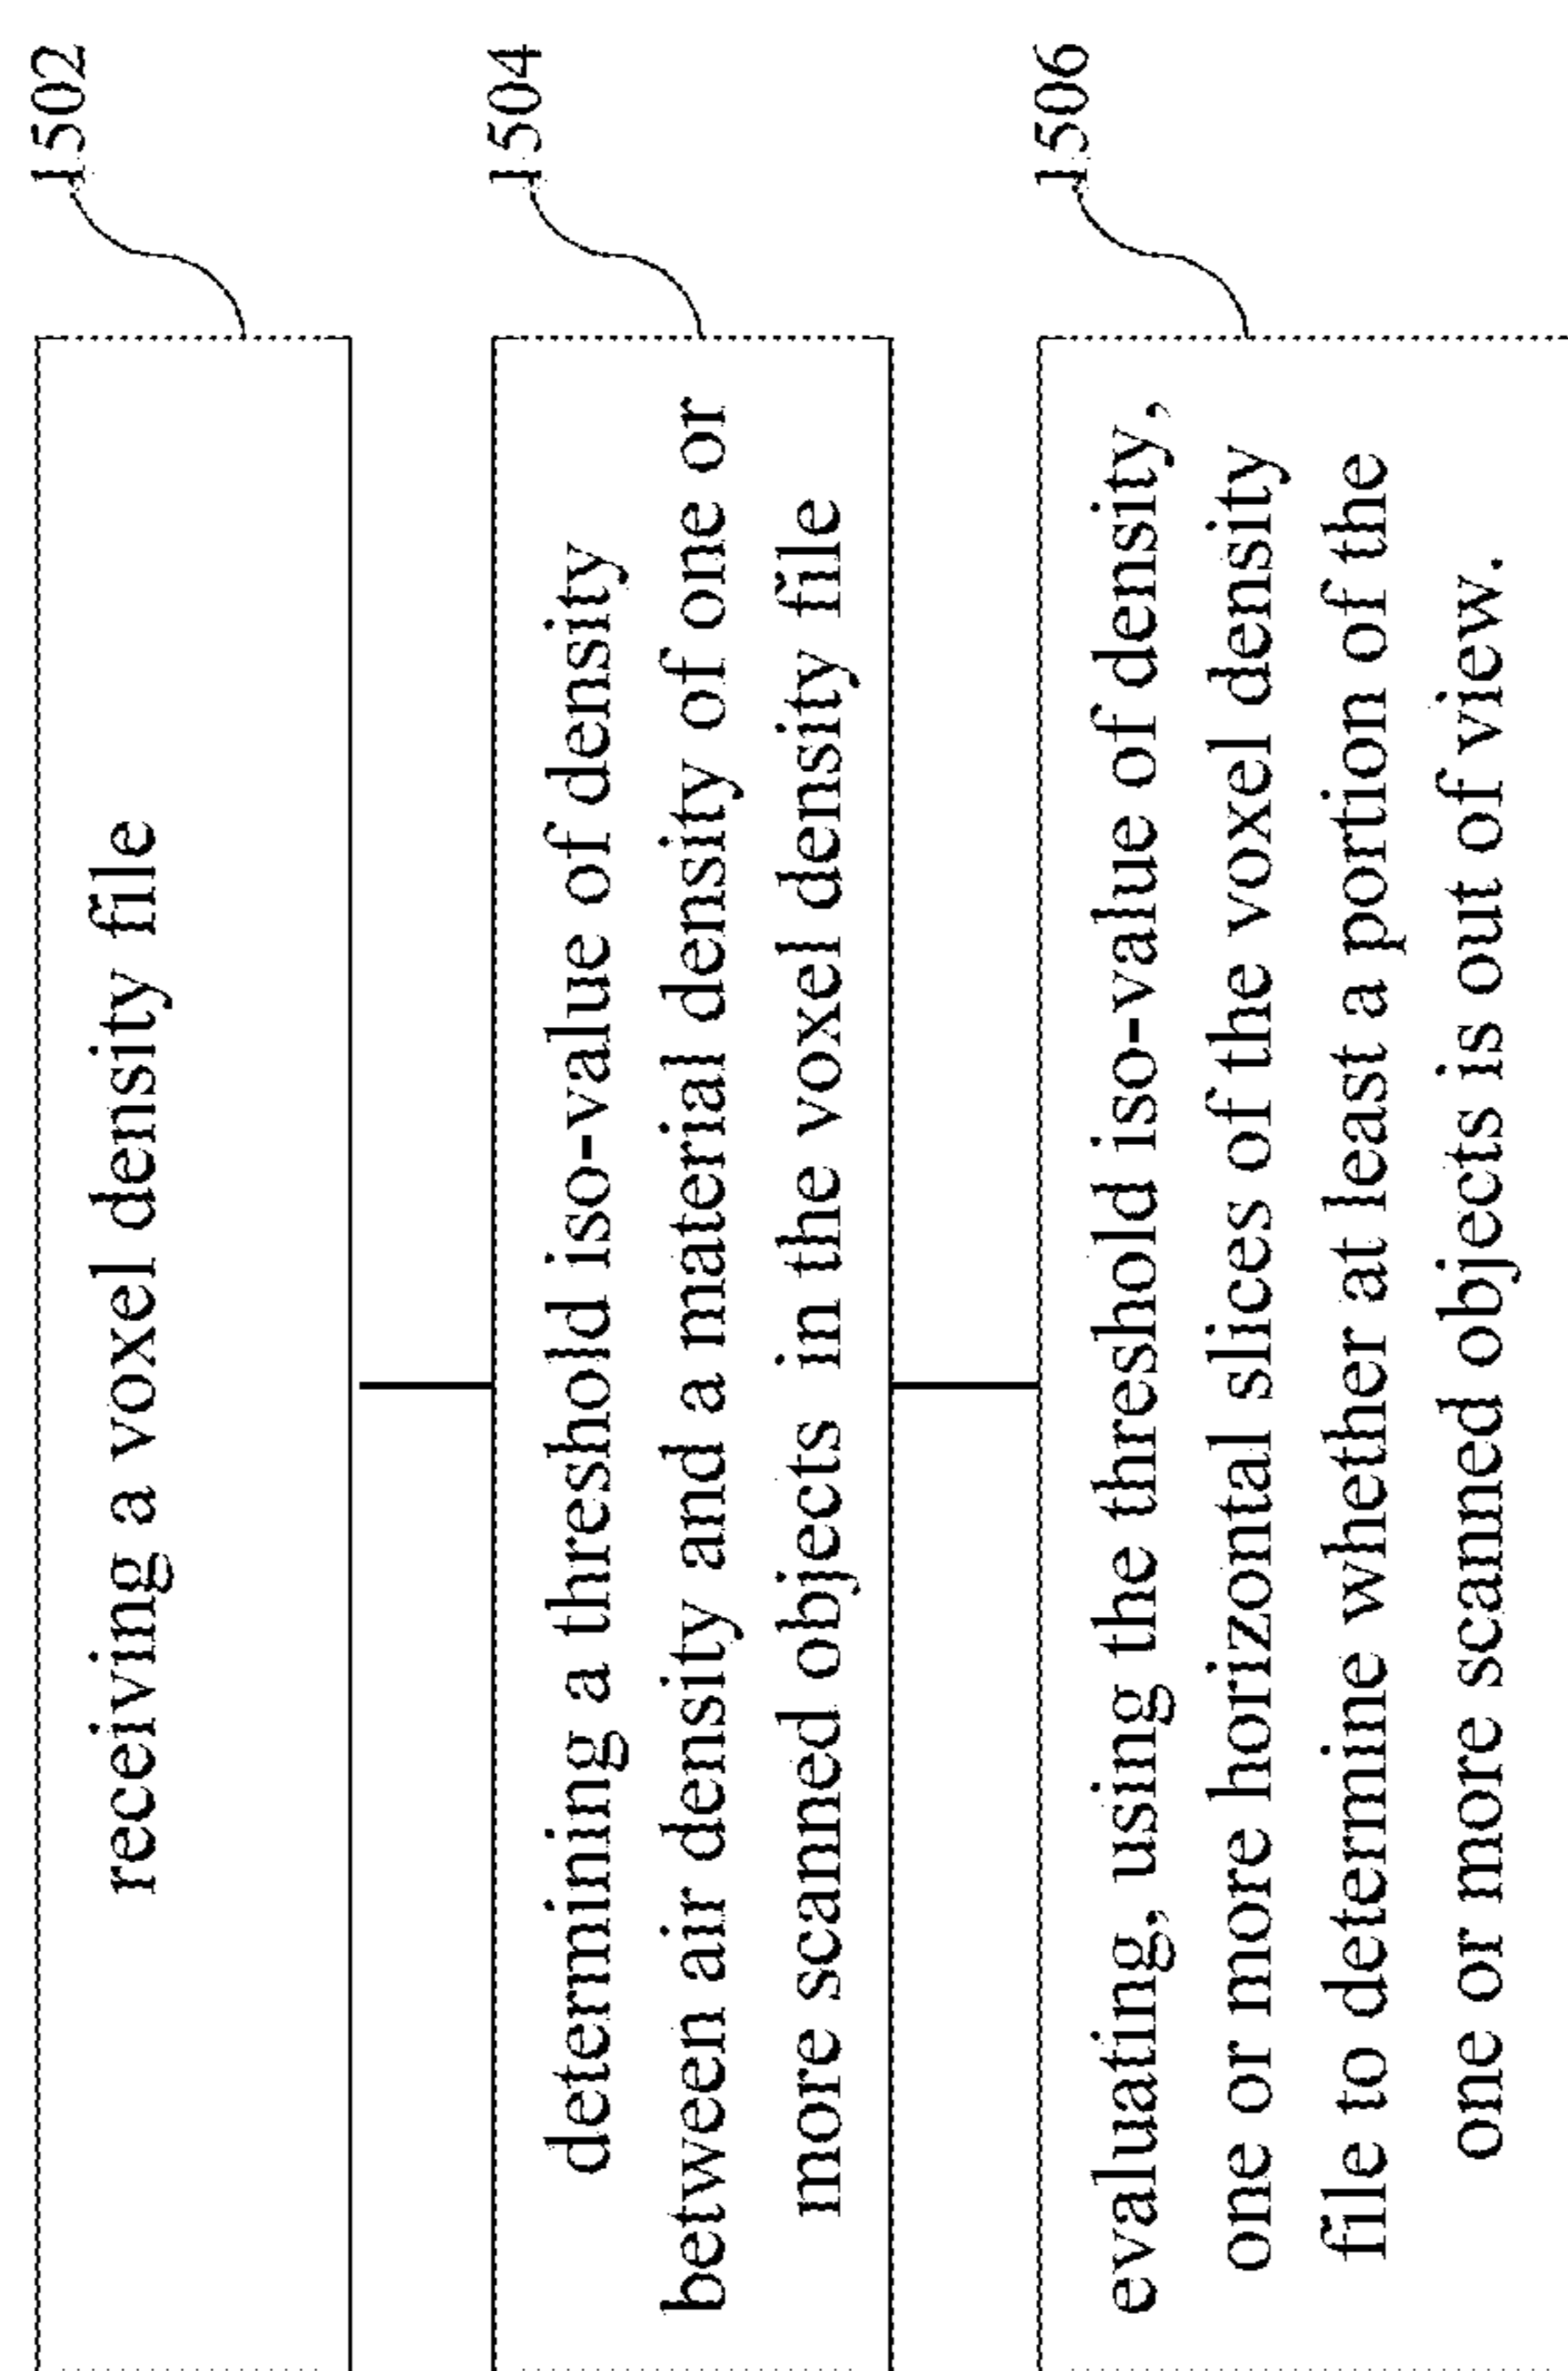 1502
receiving a voxel density file
1504
determining a threshold iso-value of density
between air density and a material density of one or
more scanned objects in the voxel density file
1506
evaluating, using the threshold iso-value of density,
one or more horizontal slices of the voxel density
file to determine whether at least a portion of the
one or more scanned objects is out of view.